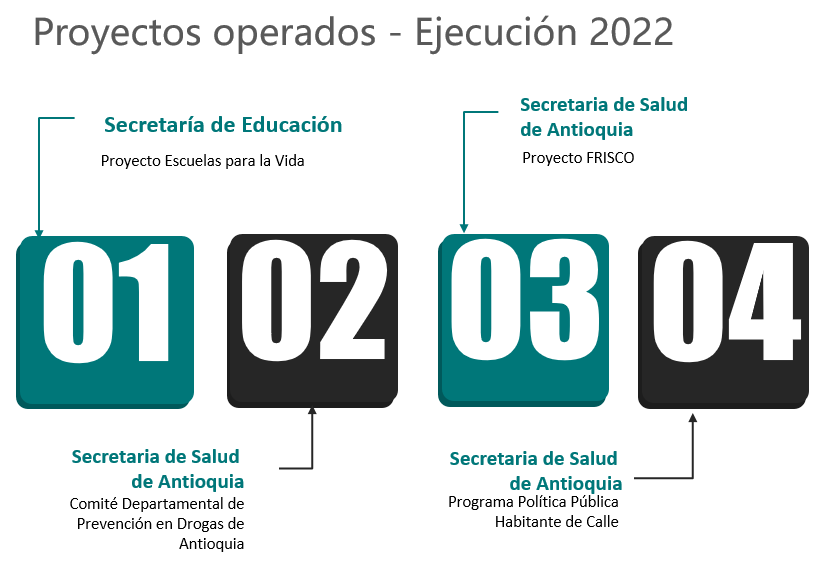 Proyectos operados - Ejecución 2022
Secretaría de Educación
Proyecto Escuelas para la Vida
Secretaria de Salud
de Antioquia
Proyecto FRISCO
01
02
03
04
Secretaria de Salud
de Antioquia
Comité Departamental de
Prevención en Drogas de
Antioquia
Secretaria de Salud
de Antioquia
Programa Política Pública
Habitante de Calle